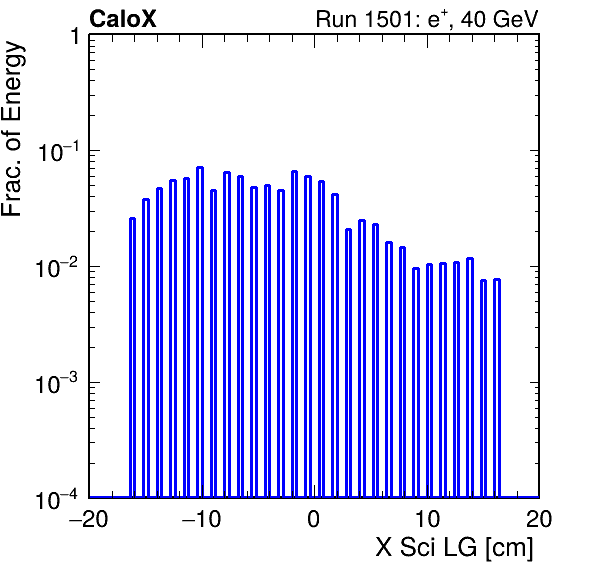 CaloX Run 1501: e⁺, 40 GeV
Frac. of Energy
1
10⁻¹
10⁻²
10⁻³
10⁻⁴
−20 −10 0 10 20
X Sci LG [cm]